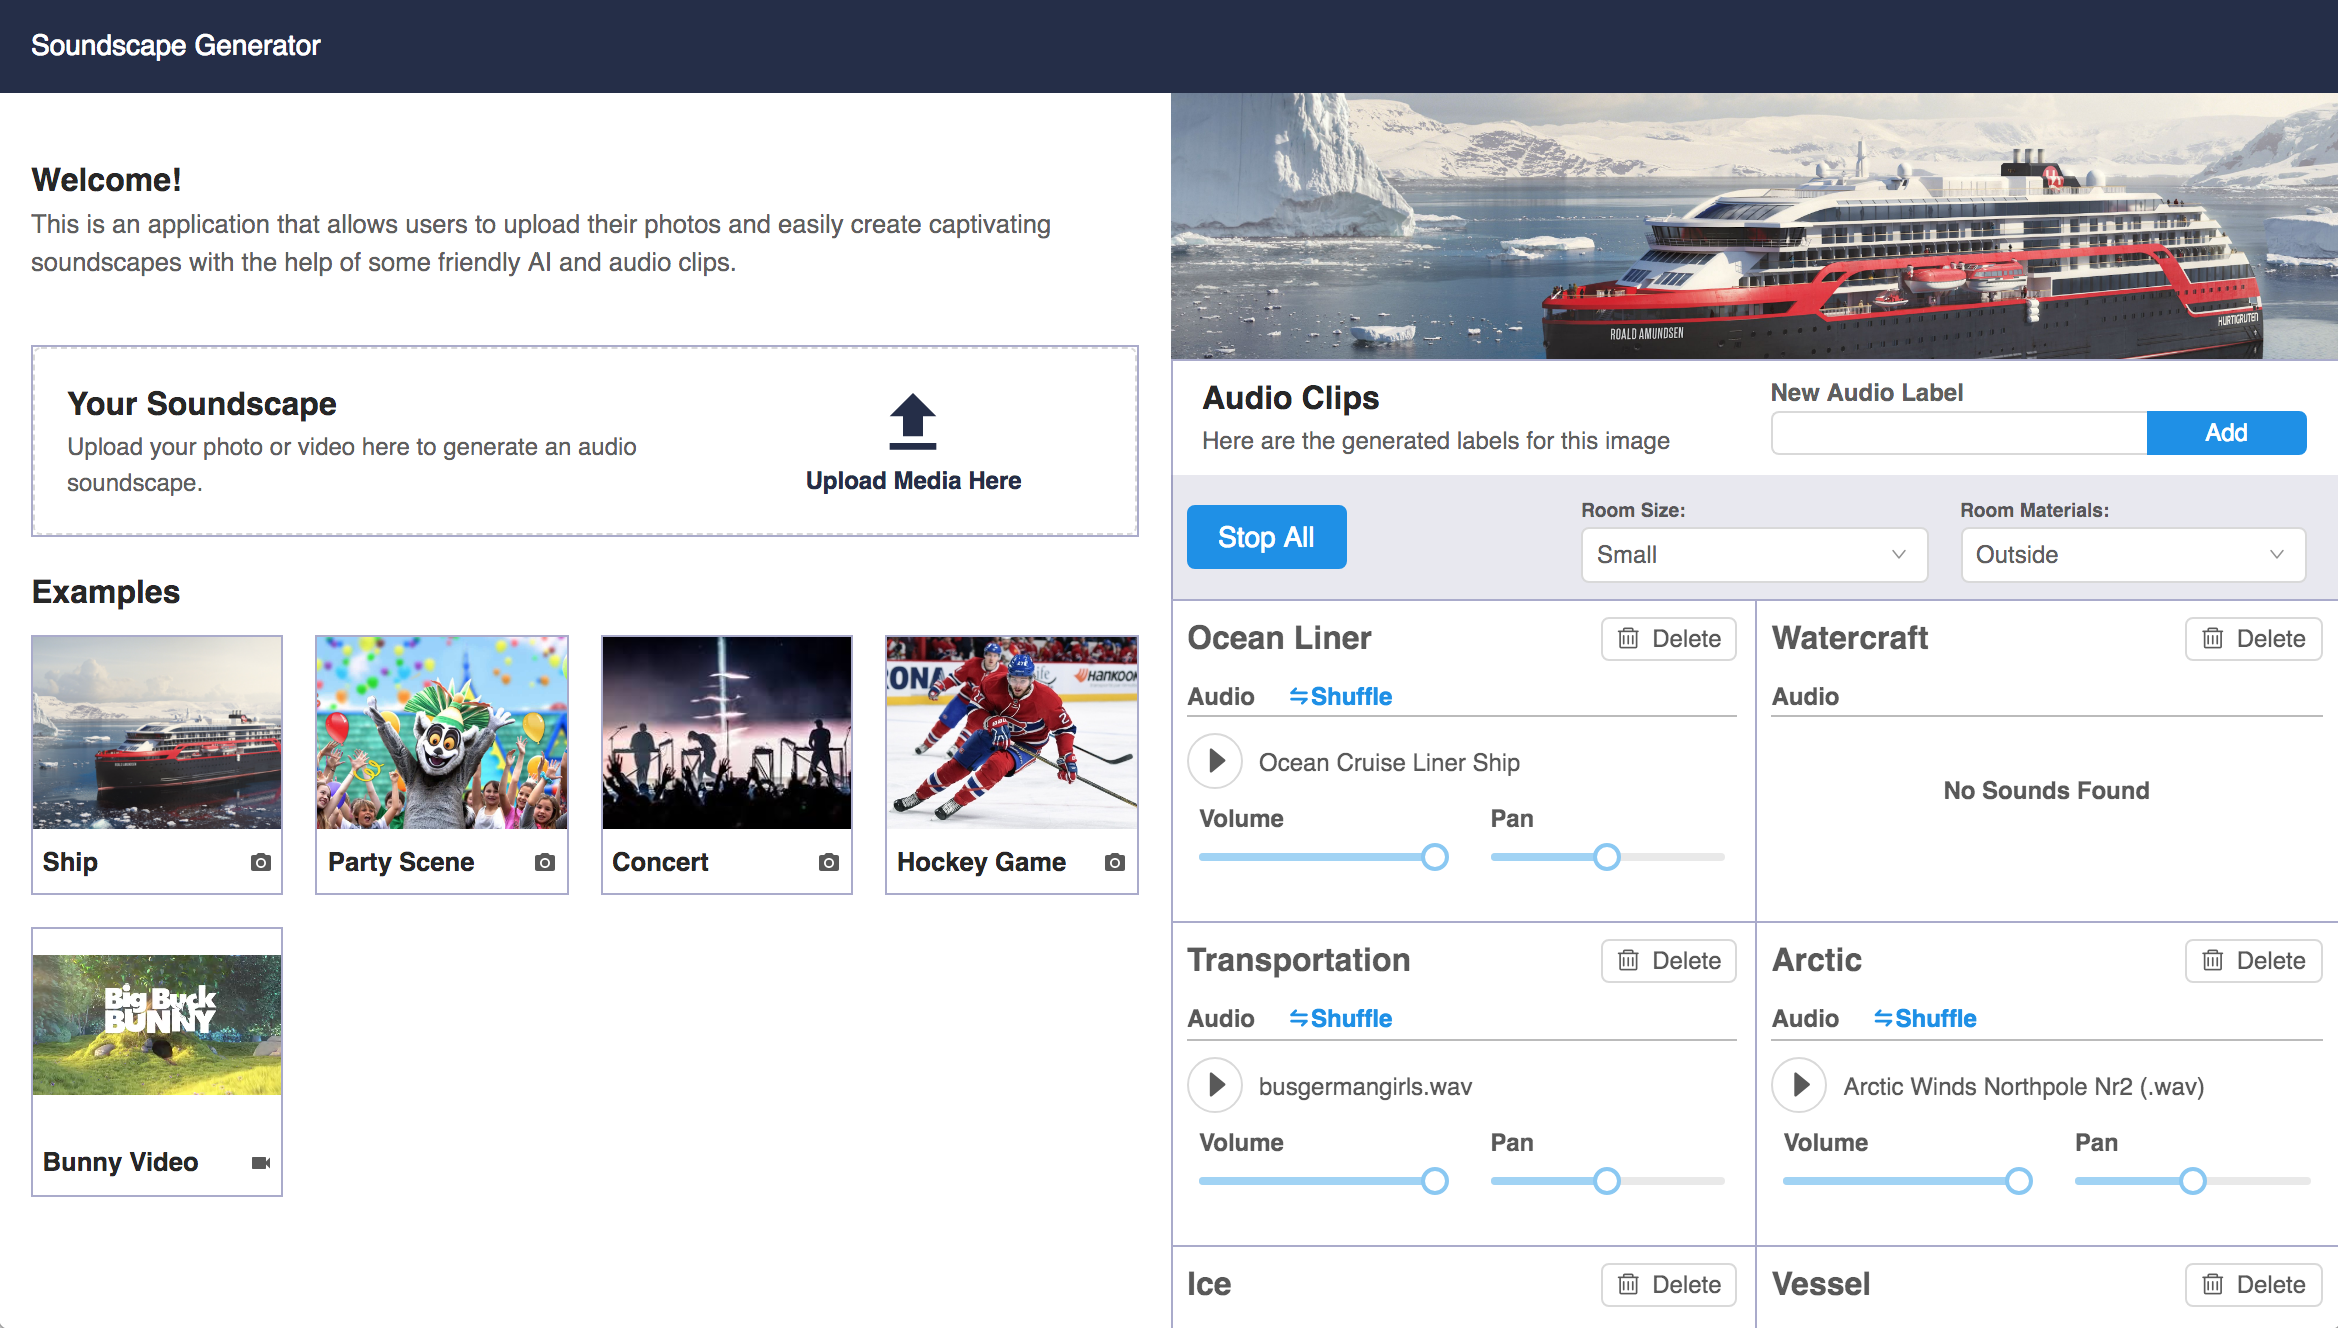 Soundscape Generator
Welcome!
This is an application that allows users to upload their photos and easily create captivating
soundscapes with the help of some friendly AI and audio clips.
Your Soundscape
Upload your photo or video here to generate an audio
soundscape.
Upload Media Here
Examples
ONA
HANKOOK
Ship
Party Scene
Concert
Hockey Game
Big Buck
BUNNY
Bunny Video
ROALD AMUNDSEN
HURTIGRUTEN
Audio Clips
Here are the generated labels for this image
New Audio Label
Add
Stop All
Room Size:
Small
Room Materials:
Outside
Ocean Liner
Delete
Audio
Shuffle
Ocean Cruise Liner Ship
Volume
Pan
Watercraft
Delete
Audio
No Sounds Found
Transportation
Delete
Audio
Shuffle
busgermangirls.wav
Volume
Pan
Arctic
Delete
Audio
Shuffle
Arctic Winds Northpole Nr2 (.wav)
Volume
Pan
Ice
Delete
Vessel
Delete